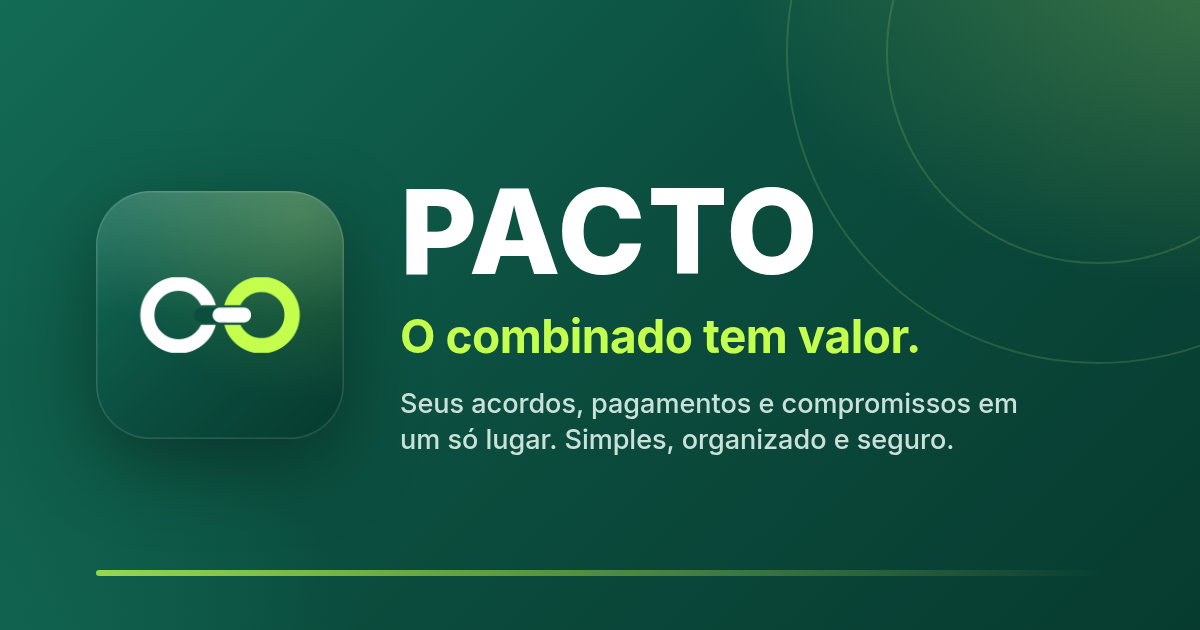 PACTO
O combinado tem valor.
Seus acordos, pagamentos e compromissos em
um só lugar. Simples, organizado e seguro.